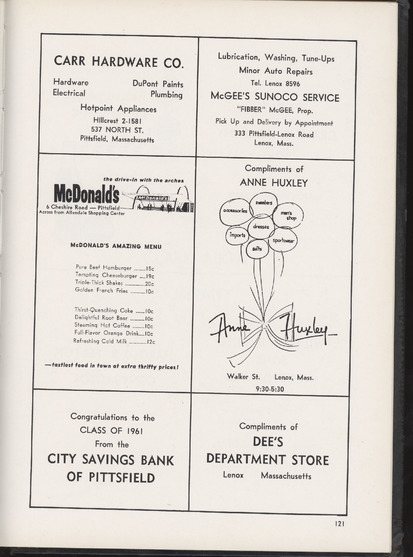 CARR HARDWARE CO.
Hardware DuPont Paints
Electrical Plumbing
Hotpoint Appliances
HIllcrest 2-1581
537 NORTH ST.
Pittsfield, Massachusetts
Lubrication, Washing, Tune-Ups
Minor Auto Repairs
Tel. Lenox 8596
McGEE'S SUNOCO SERVICE
"FIBBER" McGEE, Prop.
Pick Up and Delivery by Appointment
333 Pittsfield-Lenox Road
Lenox, Mass.
the drive-in with the arches
McDonald's
McDonald's
6 Cheshire Road — Pittsfield
Across from Allendale Shopping Center
McDONALD'S AMAZING MENU
Pure Beef Hamburger ......15c
Tempting Cheeseburger ....19c
Triple-Thick Shakes ..........20c
Golden French Fries ..........10c
Thirst-Quenching Coke .....10c
Delightful Root Beer .........10c
Steaming Hot Coffee .......10c
Full-Flavor Orange Drink...10c
Refreshing Cold Milk .........12c
—tastiest food in town at extra thrifty prices!
Compliments of
ANNE HUXLEY
sweaters
accessories
men's
shop
dresses
imports
sportswear
suits
Anne Huxley
Walker St. Lenox, Mass.
9:30-5:30
Congratulations to the
CLASS OF 1961
From the
CITY SAVINGS BANK
OF PITTSFIELD
Compliments of
DEE'S
DEPARTMENT STORE
Lenox Massachusetts
121